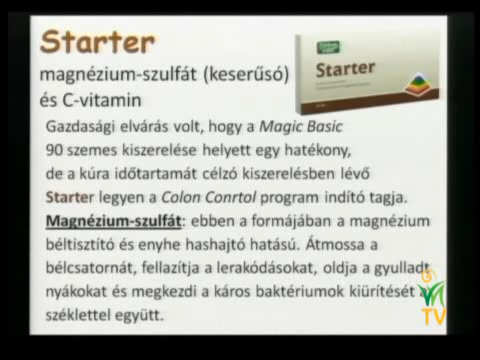 Starter
magnézium-szulfát (keserűsó)
és C-vitamin
Starter
Gazdasági elvárás volt, hogy a Magic Basic
90 szemes kiszerelése helyett egy hatékony,
de a kúra időtartamát célzó kiszerelésben lévő
Starter legyen a Colon Conrtol program indító tagja.
Magnézium-szulfát: ebben a formájában a magnézium
béltisztító és enyhe hashajtó hatású. Átmossa a
bélcsatornát, fellazítja a lerakódásokat, oldja a gyulladt
nyákokat és megkezdi a káros baktériumok kiürítését a
széklettel együtt.
TV